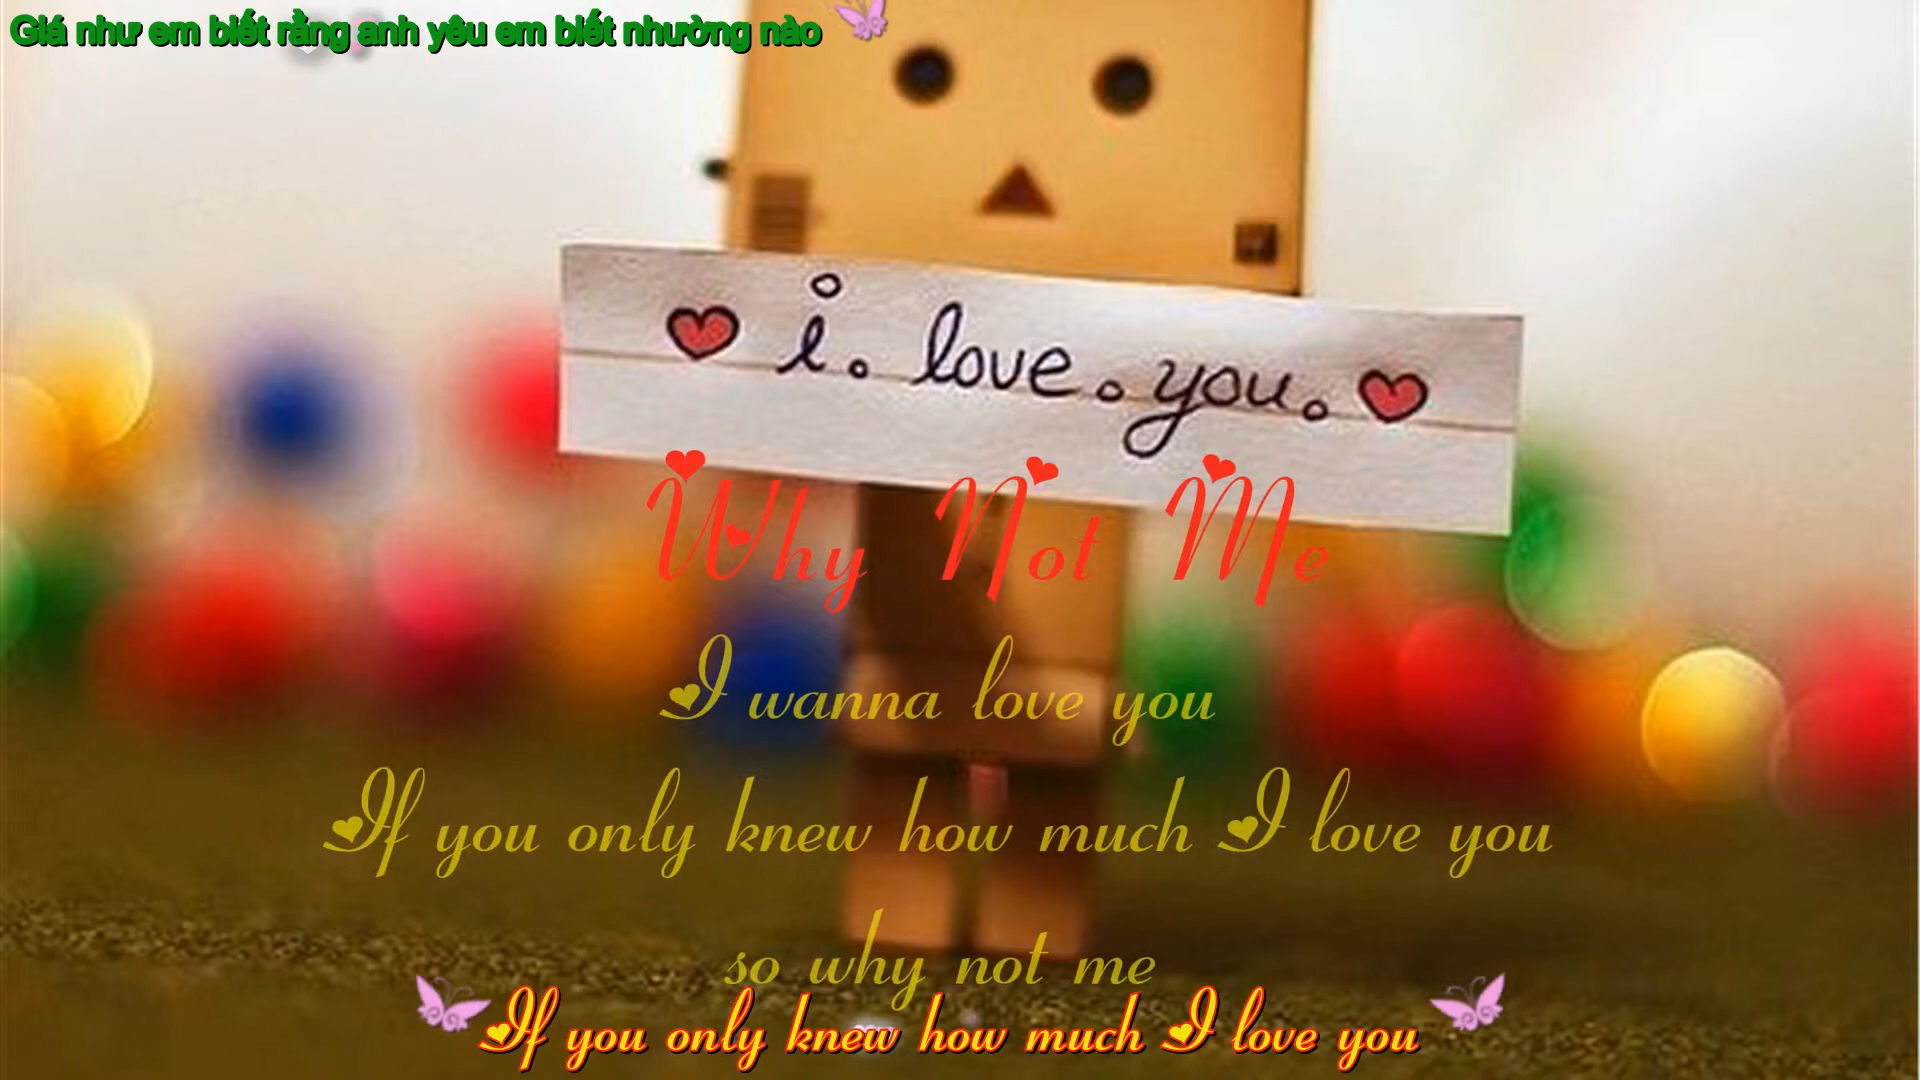 Giá như em biết rằng anh yêu em biết nhường nào
i. love. you.
Why Not Me
I wanna love you
If you only knew how much I love you
so why not me
If you only knew how much I love you